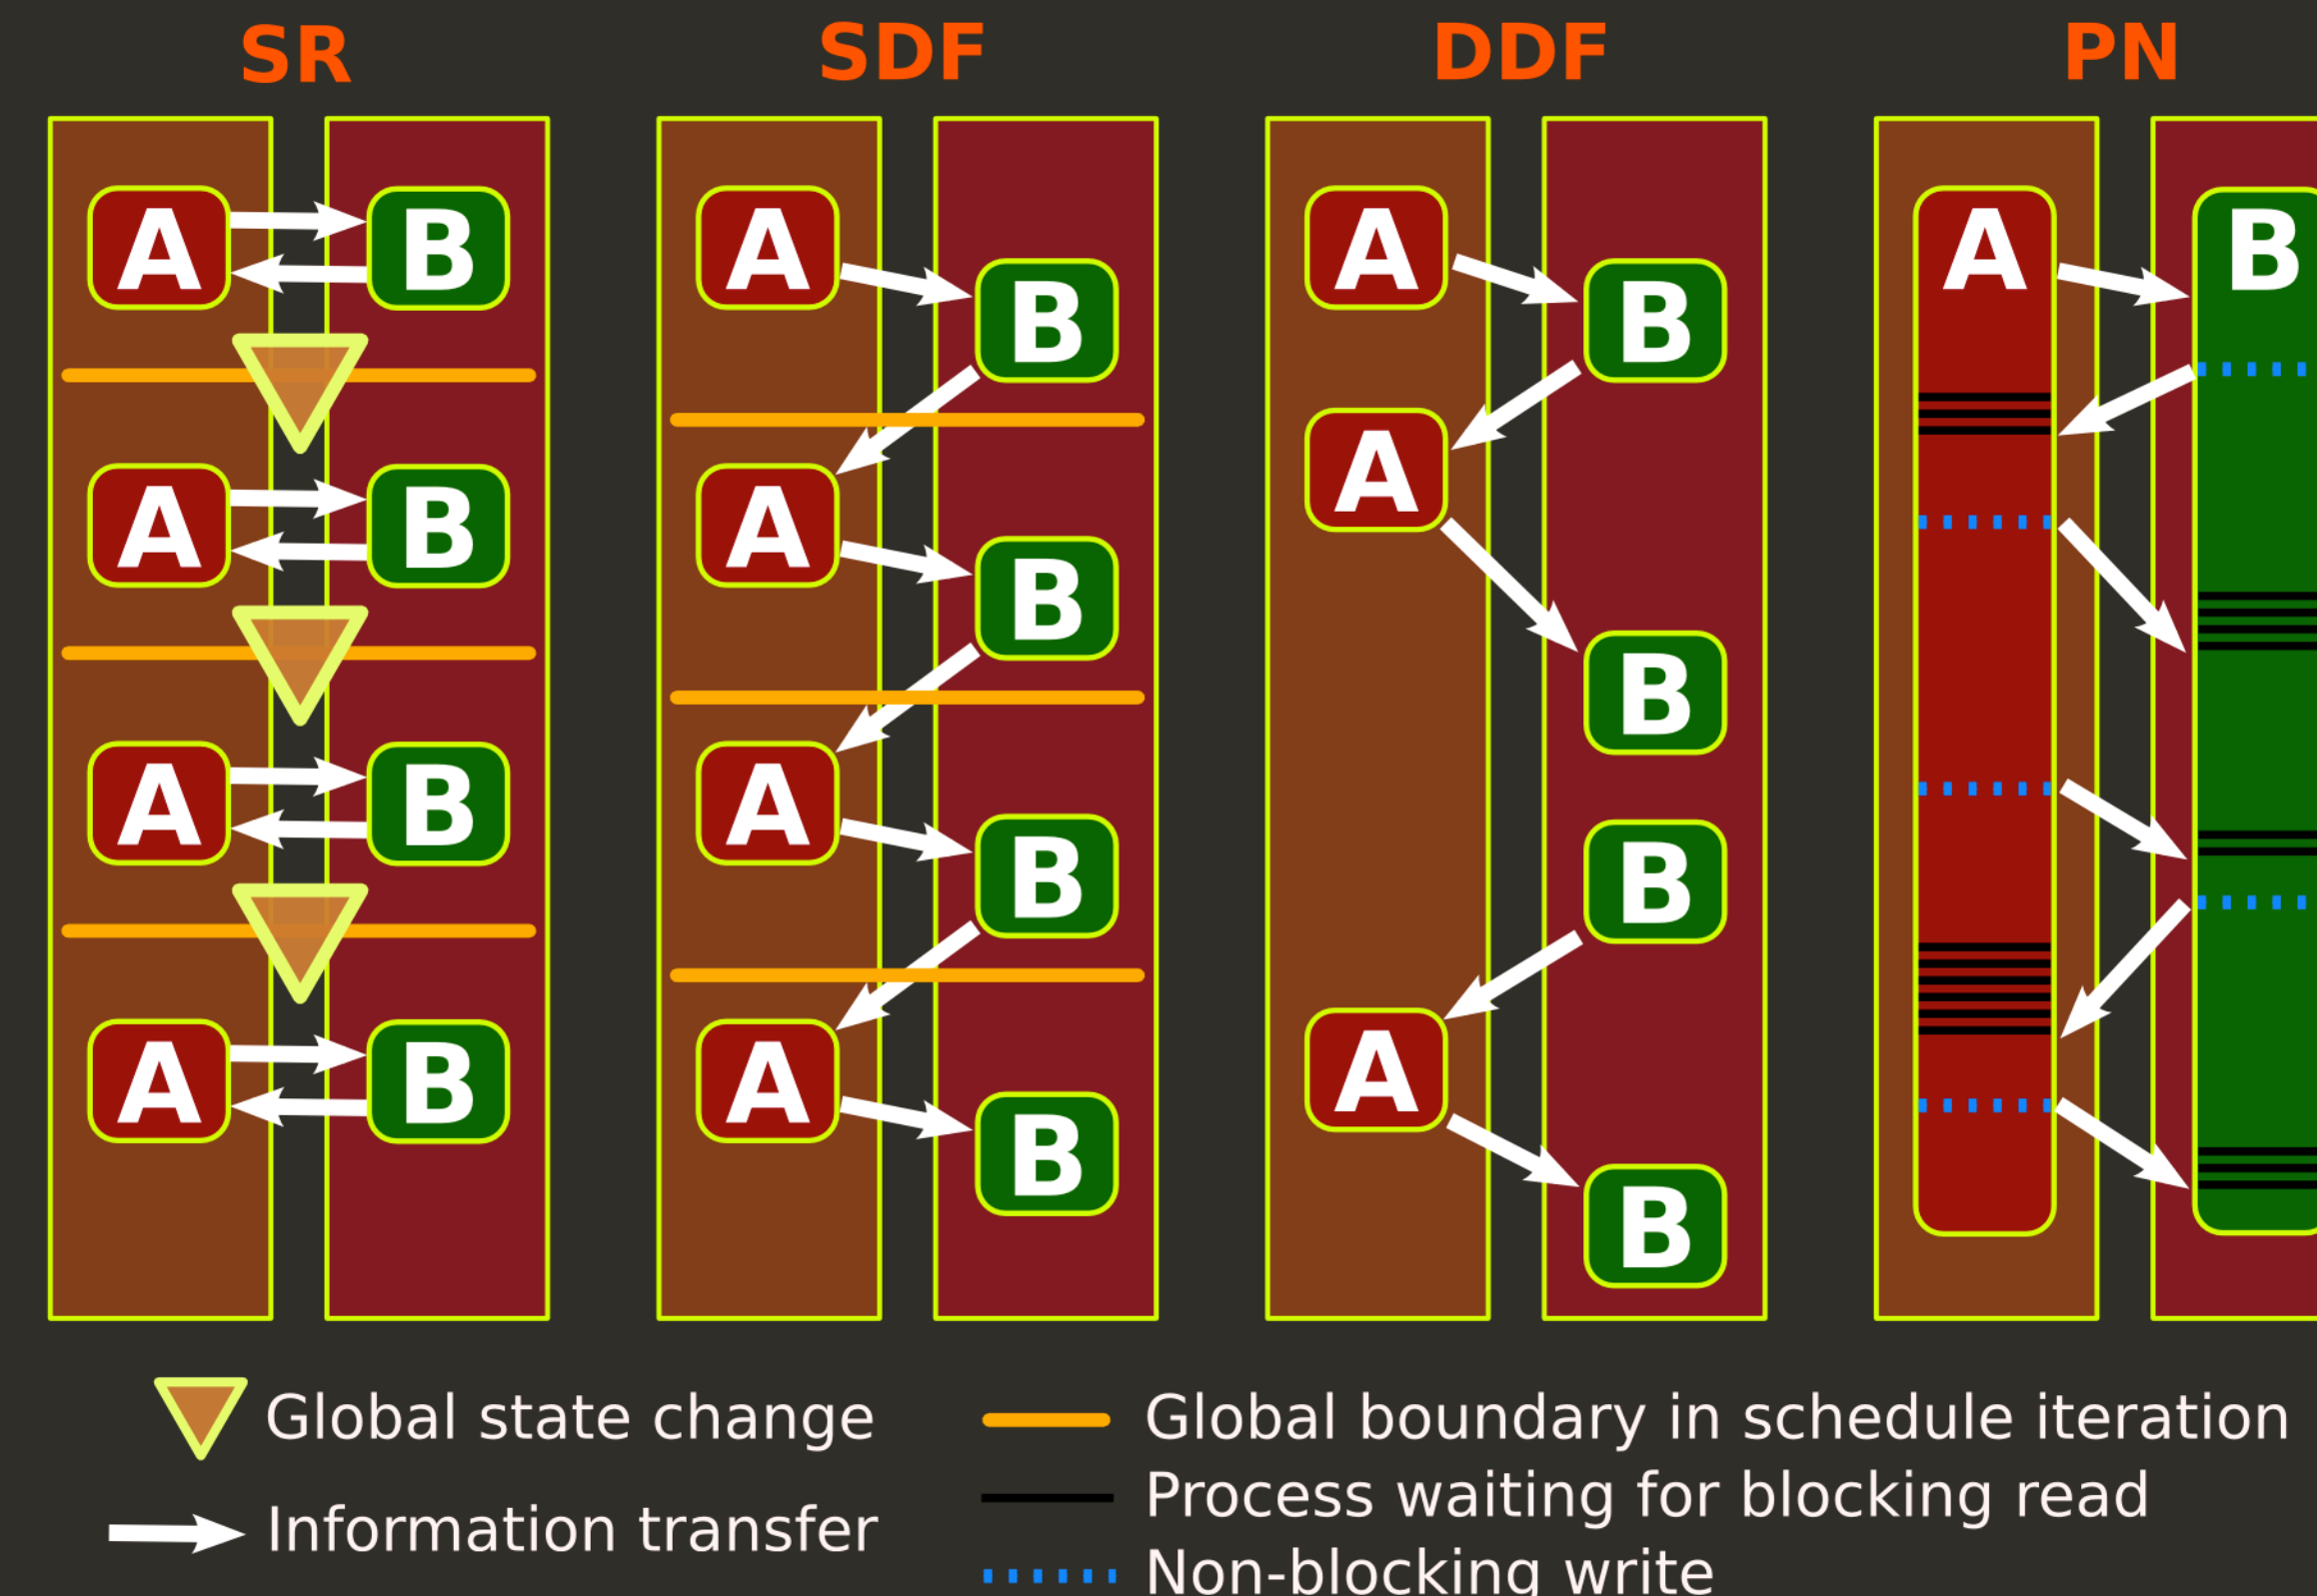 SR SDF DDF PN
A B A B A B A B
A B A B A B
A B A B B
A B A B A B
Global state change
Global boundary in schedule iteration
Process waiting for blocking read
Information transfer
Non-blocking write